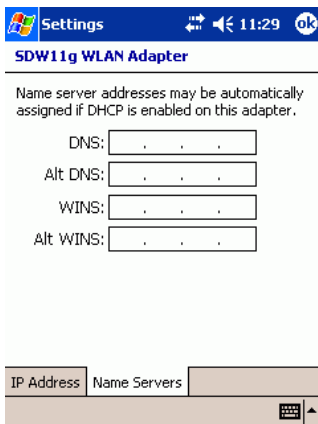 Settings 11:29 ok
SDW11g WLAN Adapter
Name server addresses may be automatically
assigned if DHCP is enabled on this adapter.
DNS: . . .
Alt DNS: . . .
WINS: . . .
Alt WINS: . . .
IP Address Name Servers